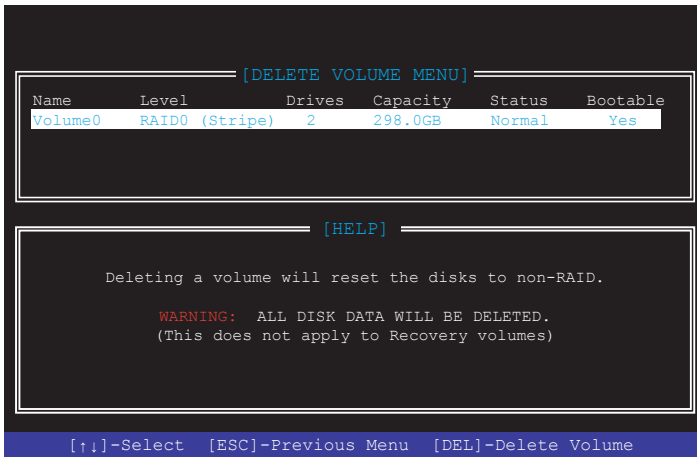 [DELETE VOLUME MENU]
Name Level Drives Capacity Status Bootable
Volume0 RAID0 (Stripe) 2 298.0GB Normal Yes
[HELP]
Deleting a volume will reset the disks to non-RAID.
WARNING: ALL DISK DATA WILL BE DELETED.
(This does not apply to Recovery volumes)
[↑↓]-Select [ESC]-Previous Menu [DEL]-Delete Volume